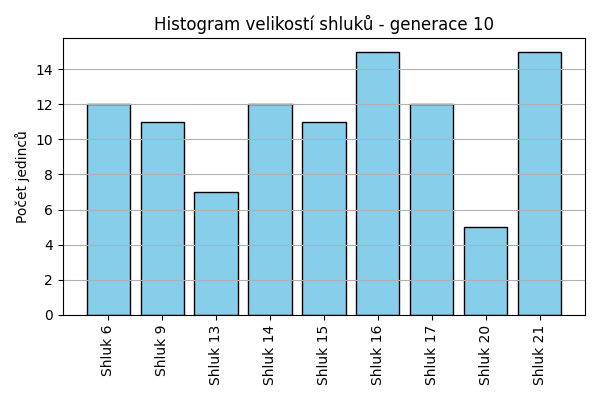 Histogram velikostí shluků - generace 10
Počet jedinců
14
12
10
8
6
4
2
0
Shluk 6
Shluk 9
Shluk 13
Shluk 14
Shluk 15
Shluk 16
Shluk 17
Shluk 20
Shluk 21